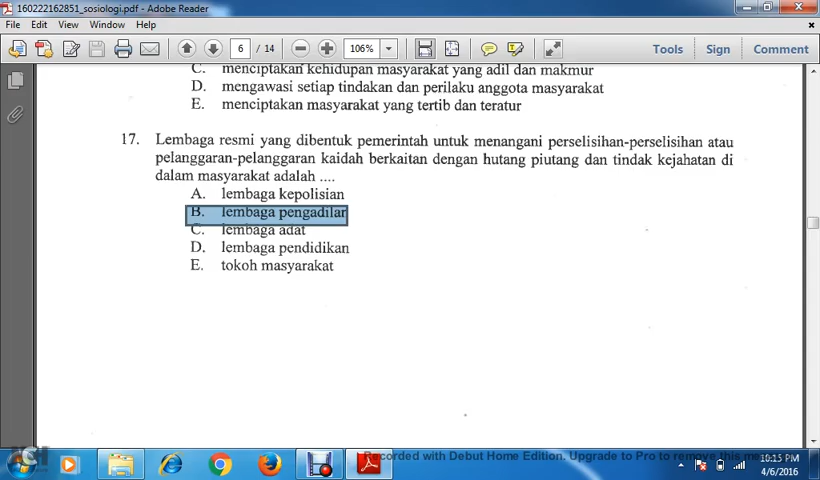 160222162851_sosiologi.pdf - Adobe Reader
File Edit View Window Help
6 / 14 106% Tools Sign Comment
C. menciptakan kehidupan masyarakat yang adil dan makmur
D. mengawasi setiap tindakan dan perilaku anggota masyarakat
E. menciptakan masyarakat yang tertib dan teratur
17. Lembaga resmi yang dibentuk pemerintah untuk menangani perselisihan-perselisihan atau
pelanggaran-pelanggaran kaidah berkaitan dengan hutang piutang dan tindak kejahatan di
dalam masyarakat adalah ....
A. lembaga kepolisian
B. lembaga pengadilan
C. lembaga adat
D. lembaga pendidikan
E. tokoh masyarakat
Recorded with Debut Home Edition. Upgrade to Pro to remove this
10:15 PM
4/6/2016